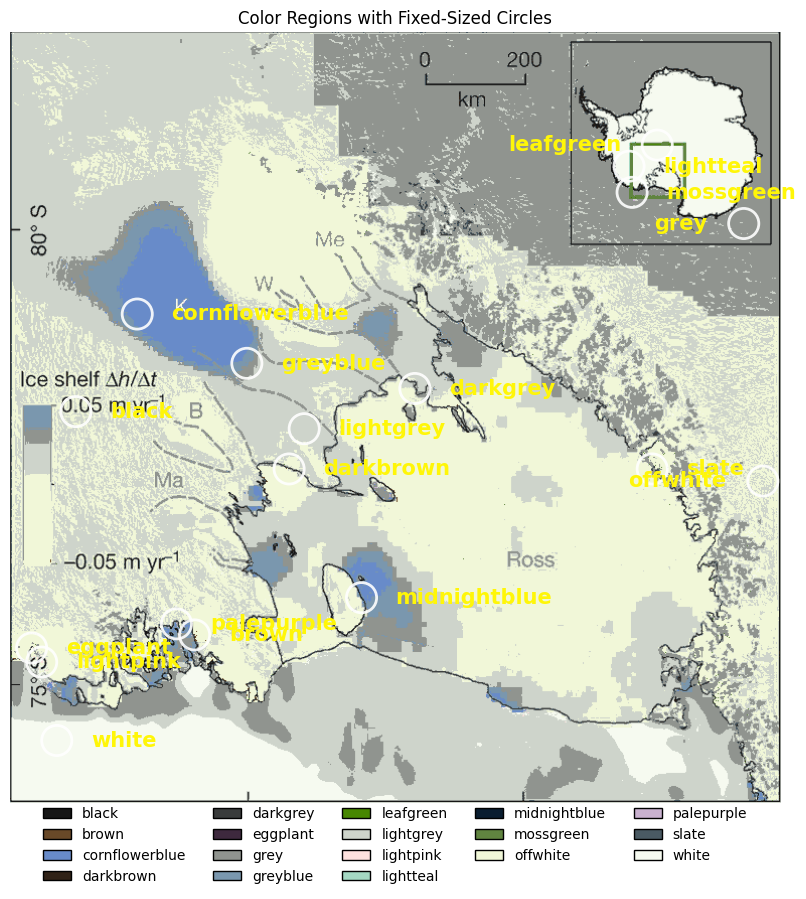 Color Regions with Fixed-Sized Circles
0 200
km
leafgreen
lightteal
mossgreen
grey
80° S
Me
W
K
cornflowerblue
greyblue
Ice shelf Δh/Δt
0.05 m yr⁻¹
black
B
darkgrey
lightgrey
darkbrown
slate
offwhite
Ma
−0.05 m yr⁻¹
Ross
midnightblue
palepurple
brown
eggplant
lightpink
75° S
white
black darkgrey leafgreen midnightblue palepurple
brown eggplant lightgrey mossgreen slate
cornflowerblue grey lightpink offwhite white
darkbrown greyblue lightteal